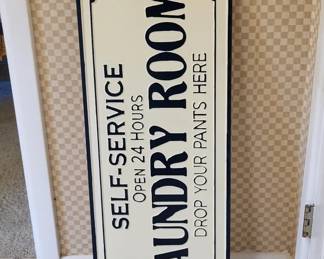 SELF-SERVICE
OPEN 24 HOURS
AUNDRY ROOM
DROP YOUR PANTS HERE